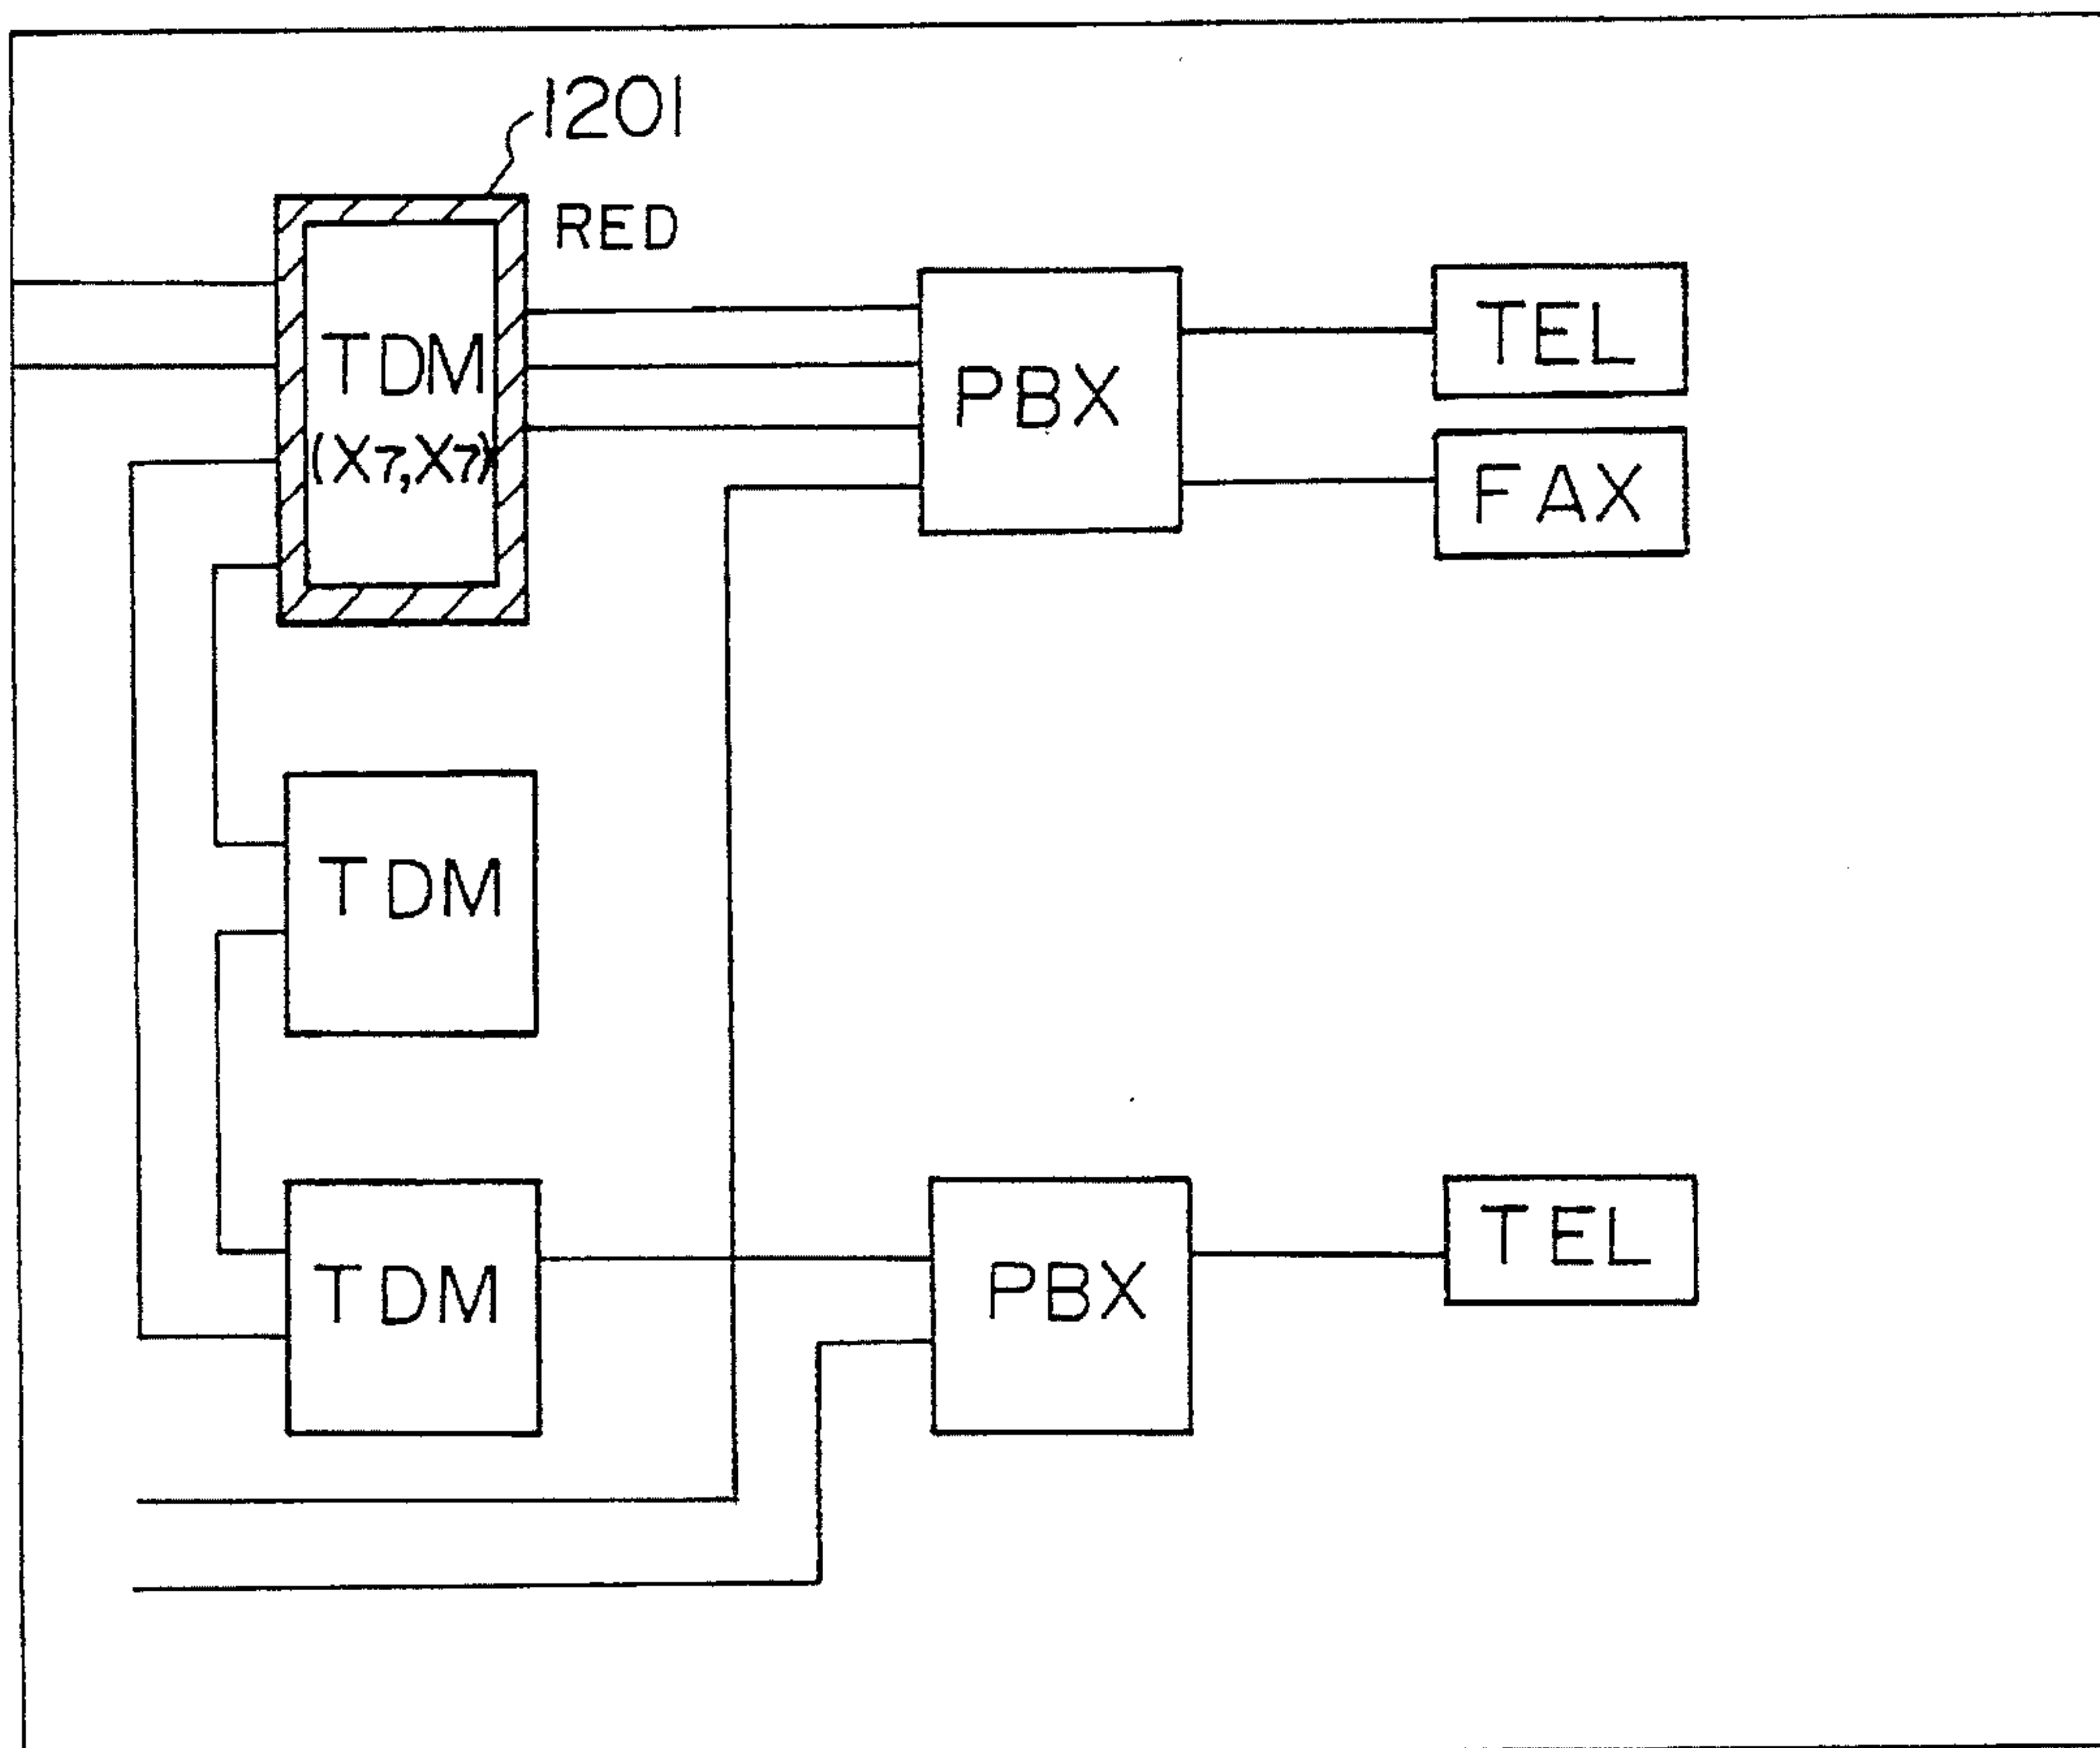 1201
RED
TDM
(X7,X7)
PBX
TEL
FAX
TDM
TDM
PBX
TEL